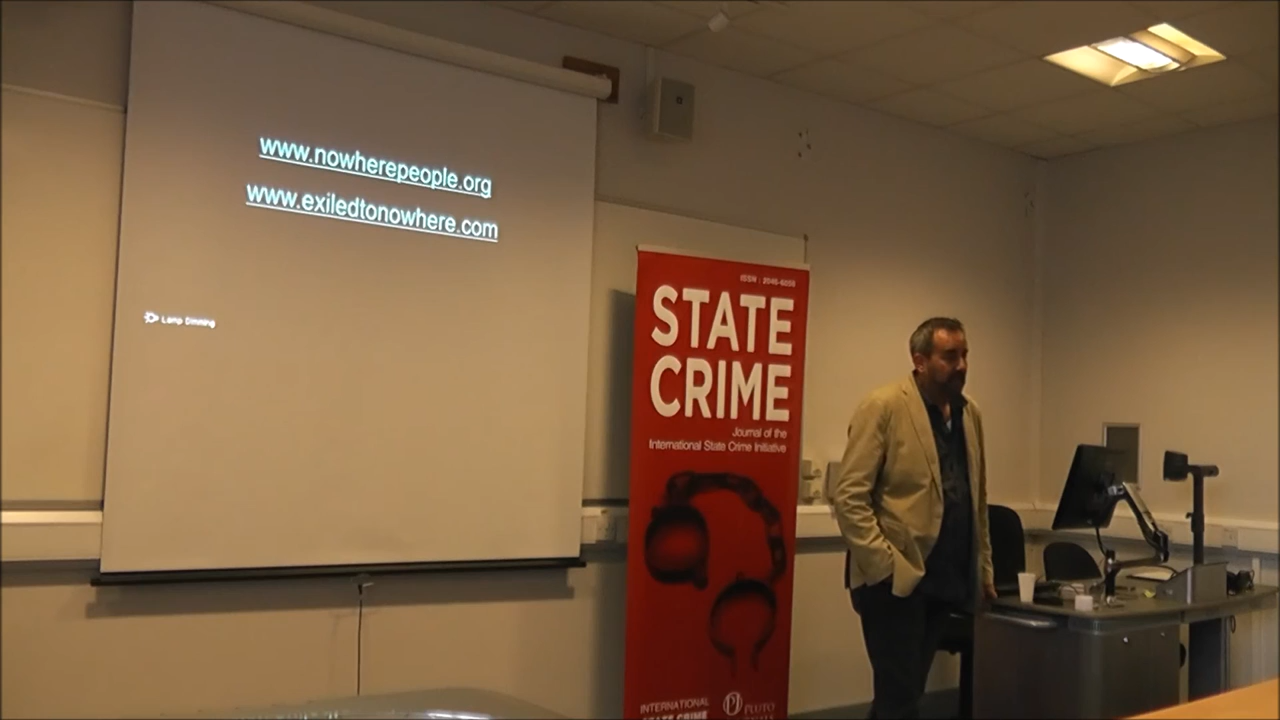 www.nowherepeople.org
www.exiledtonowhere.com
Lamp Dimming
ISSN : 2046-6056
STATE
CRIME
Journal of the
International State Crime Initiative
INTERNATIONAL
STATE CRIME
PLUTO